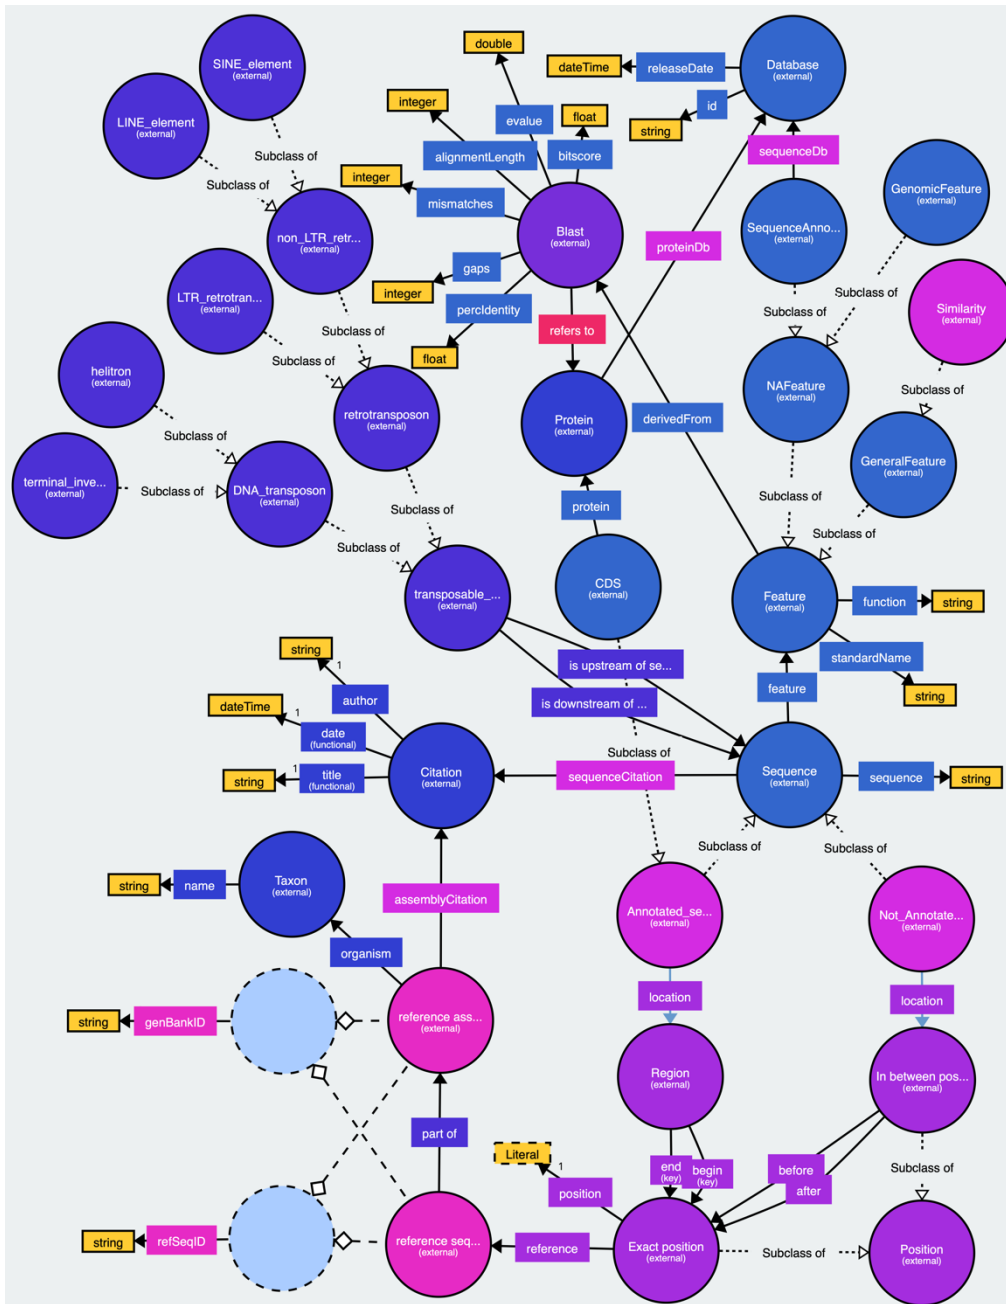 SINE_element
(external)
double
Database
(external)
dateTime
releaseDate
LINE_element
(external)
integer
evalue
float
id
string
Subclass of
alignmentLength
bitscore
sequenceDb
Subclass of
integer
mismatches
GenomicFeature
(external)
non_LTR_retr...
(external)
Blast
(external)
SequenceAnno...
(external)
proteinDb
gaps
integer
LTR_retrotran...
(external)
percIdentity
Similarity
(external)
Subclass of
refers to
Subclass of
float
Subclass of
helitron
(external)
NAFeature
(external)
Subclass of
retrotransposon
(external)
Protein
(external)
derivedFrom
Subclass of
GeneralFeature
(external)
terminal_inve...
(external)
Subclass of
DNA_transposon
(external)
Subclass of
protein
Subclass of
Subclass of
Subclass of
CDS
(external)
transposable_...
(external)
Feature
(external)
function
string
string
1
is upstream of se...
standardName
author
feature
string
dateTime
1
date
(functional)
is downstream of ...
Subclass of
string
1
title
(functional)
Citation
(external)
sequenceCitation
Sequence
(external)
sequence
string
Subclass of
Subclass of
string
name
Taxon
(external)
assemblyCitation
Annotated_se...
(external)
Not_Annotate...
(external)
organism
location
location
string
genBankID
reference ass...
(external)
Region
(external)
In between pos...
(external)
part of
Literal
1
end
(key)
begin
(key)
before
Subclass of
position
after
string
refSeqID
reference seq...
(external)
reference
Exact position
(external)
Subclass of
Position
(external)